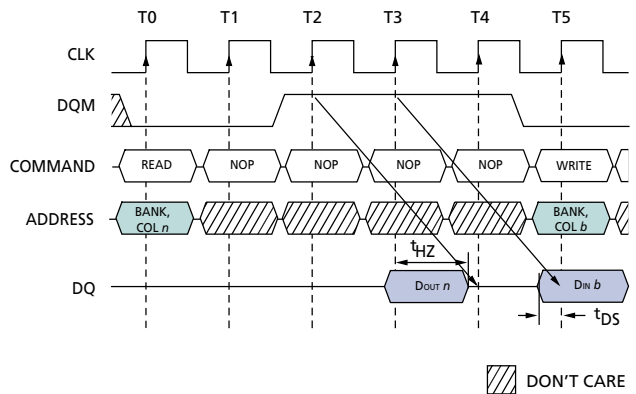 T0 T1 T2 T3 T4 T5
CLK
DQM
COMMAND READ NOP NOP NOP NOP WRITE
ADDRESS BANK, COL n BANK, COL b
tHZ
DQ DOUT n DIN b
tDS
DON'T CARE